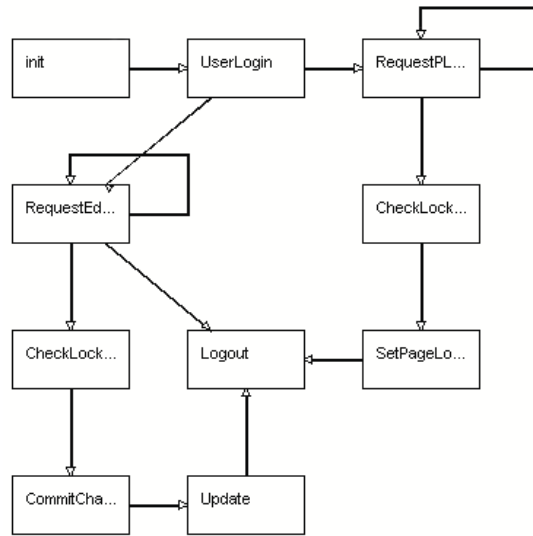 init
UserLogin
RequestPL...
RequestEd...
CheckLock...
CheckLock...
Logout
SetPageLo...
CommitCha...
Update